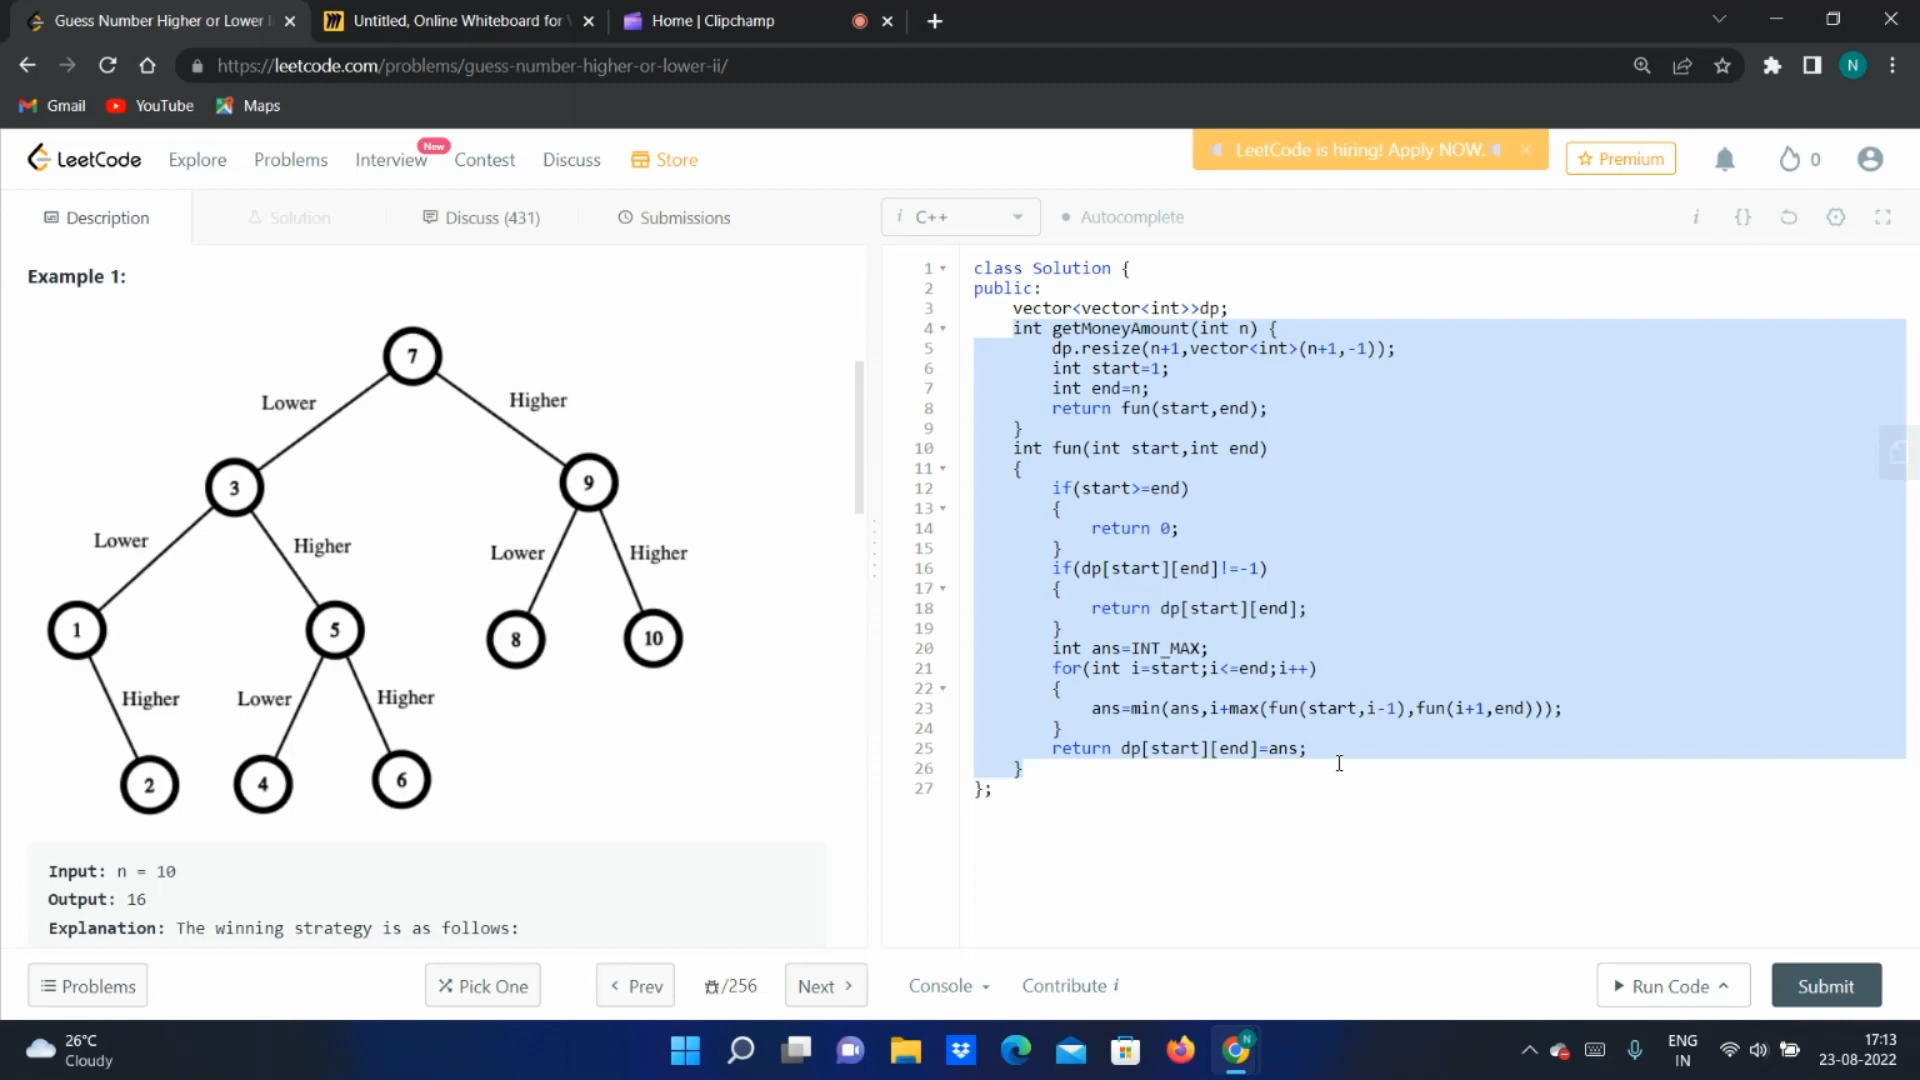 Guess Number Higher or Lower I
Untitled, Online Whiteboard for
Home | Clipchamp
https://leetcode.com/problems/guess-number-higher-or-lower-ii/
N
Gmail
YouTube
Maps
LeetCode
Explore
Problems
Interview
New
Contest
Discuss
Store
LeetCode is hiring! Apply NOW.
Premium
0
Description
Solution
Discuss (431)
Submissions
i C++
Autocomplete
i
{}
Example 1:
7
Lower
Higher
3
9
Lower
Higher
Lower
Higher
1
5
8
10
Higher
Lower
Higher
2
4
6
Input: n = 10
Output: 16
Explanation: The winning strategy is as follows:
1 class Solution {
2 public:
3 vector<vector<int>>dp;
4 int getMoneyAmount(int n) {
5 dp.resize(n+1,vector<int>(n+1,-1));
6 int start=1;
7 int end=n;
8 return fun(start,end);
9 }
10 int fun(int start,int end)
11 {
12 if(start>=end)
13 {
14 return 0;
15 }
16 if(dp[start][end]!=-1)
17 {
18 return dp[start][end];
19 }
20 int ans=INT_MAX;
21 for(int i=start;i<=end;i++)
22 {
23 ans=min(ans,i+max(fun(start,i-1),fun(i+1,end)));
24 }
25 return dp[start][end]=ans;
26 }
27 };
Problems
Pick One
Prev
/256
Next
Console
Contribute i
Run Code
Submit
26°C
Cloudy
N
ENG
IN
17:13
23-08-2022